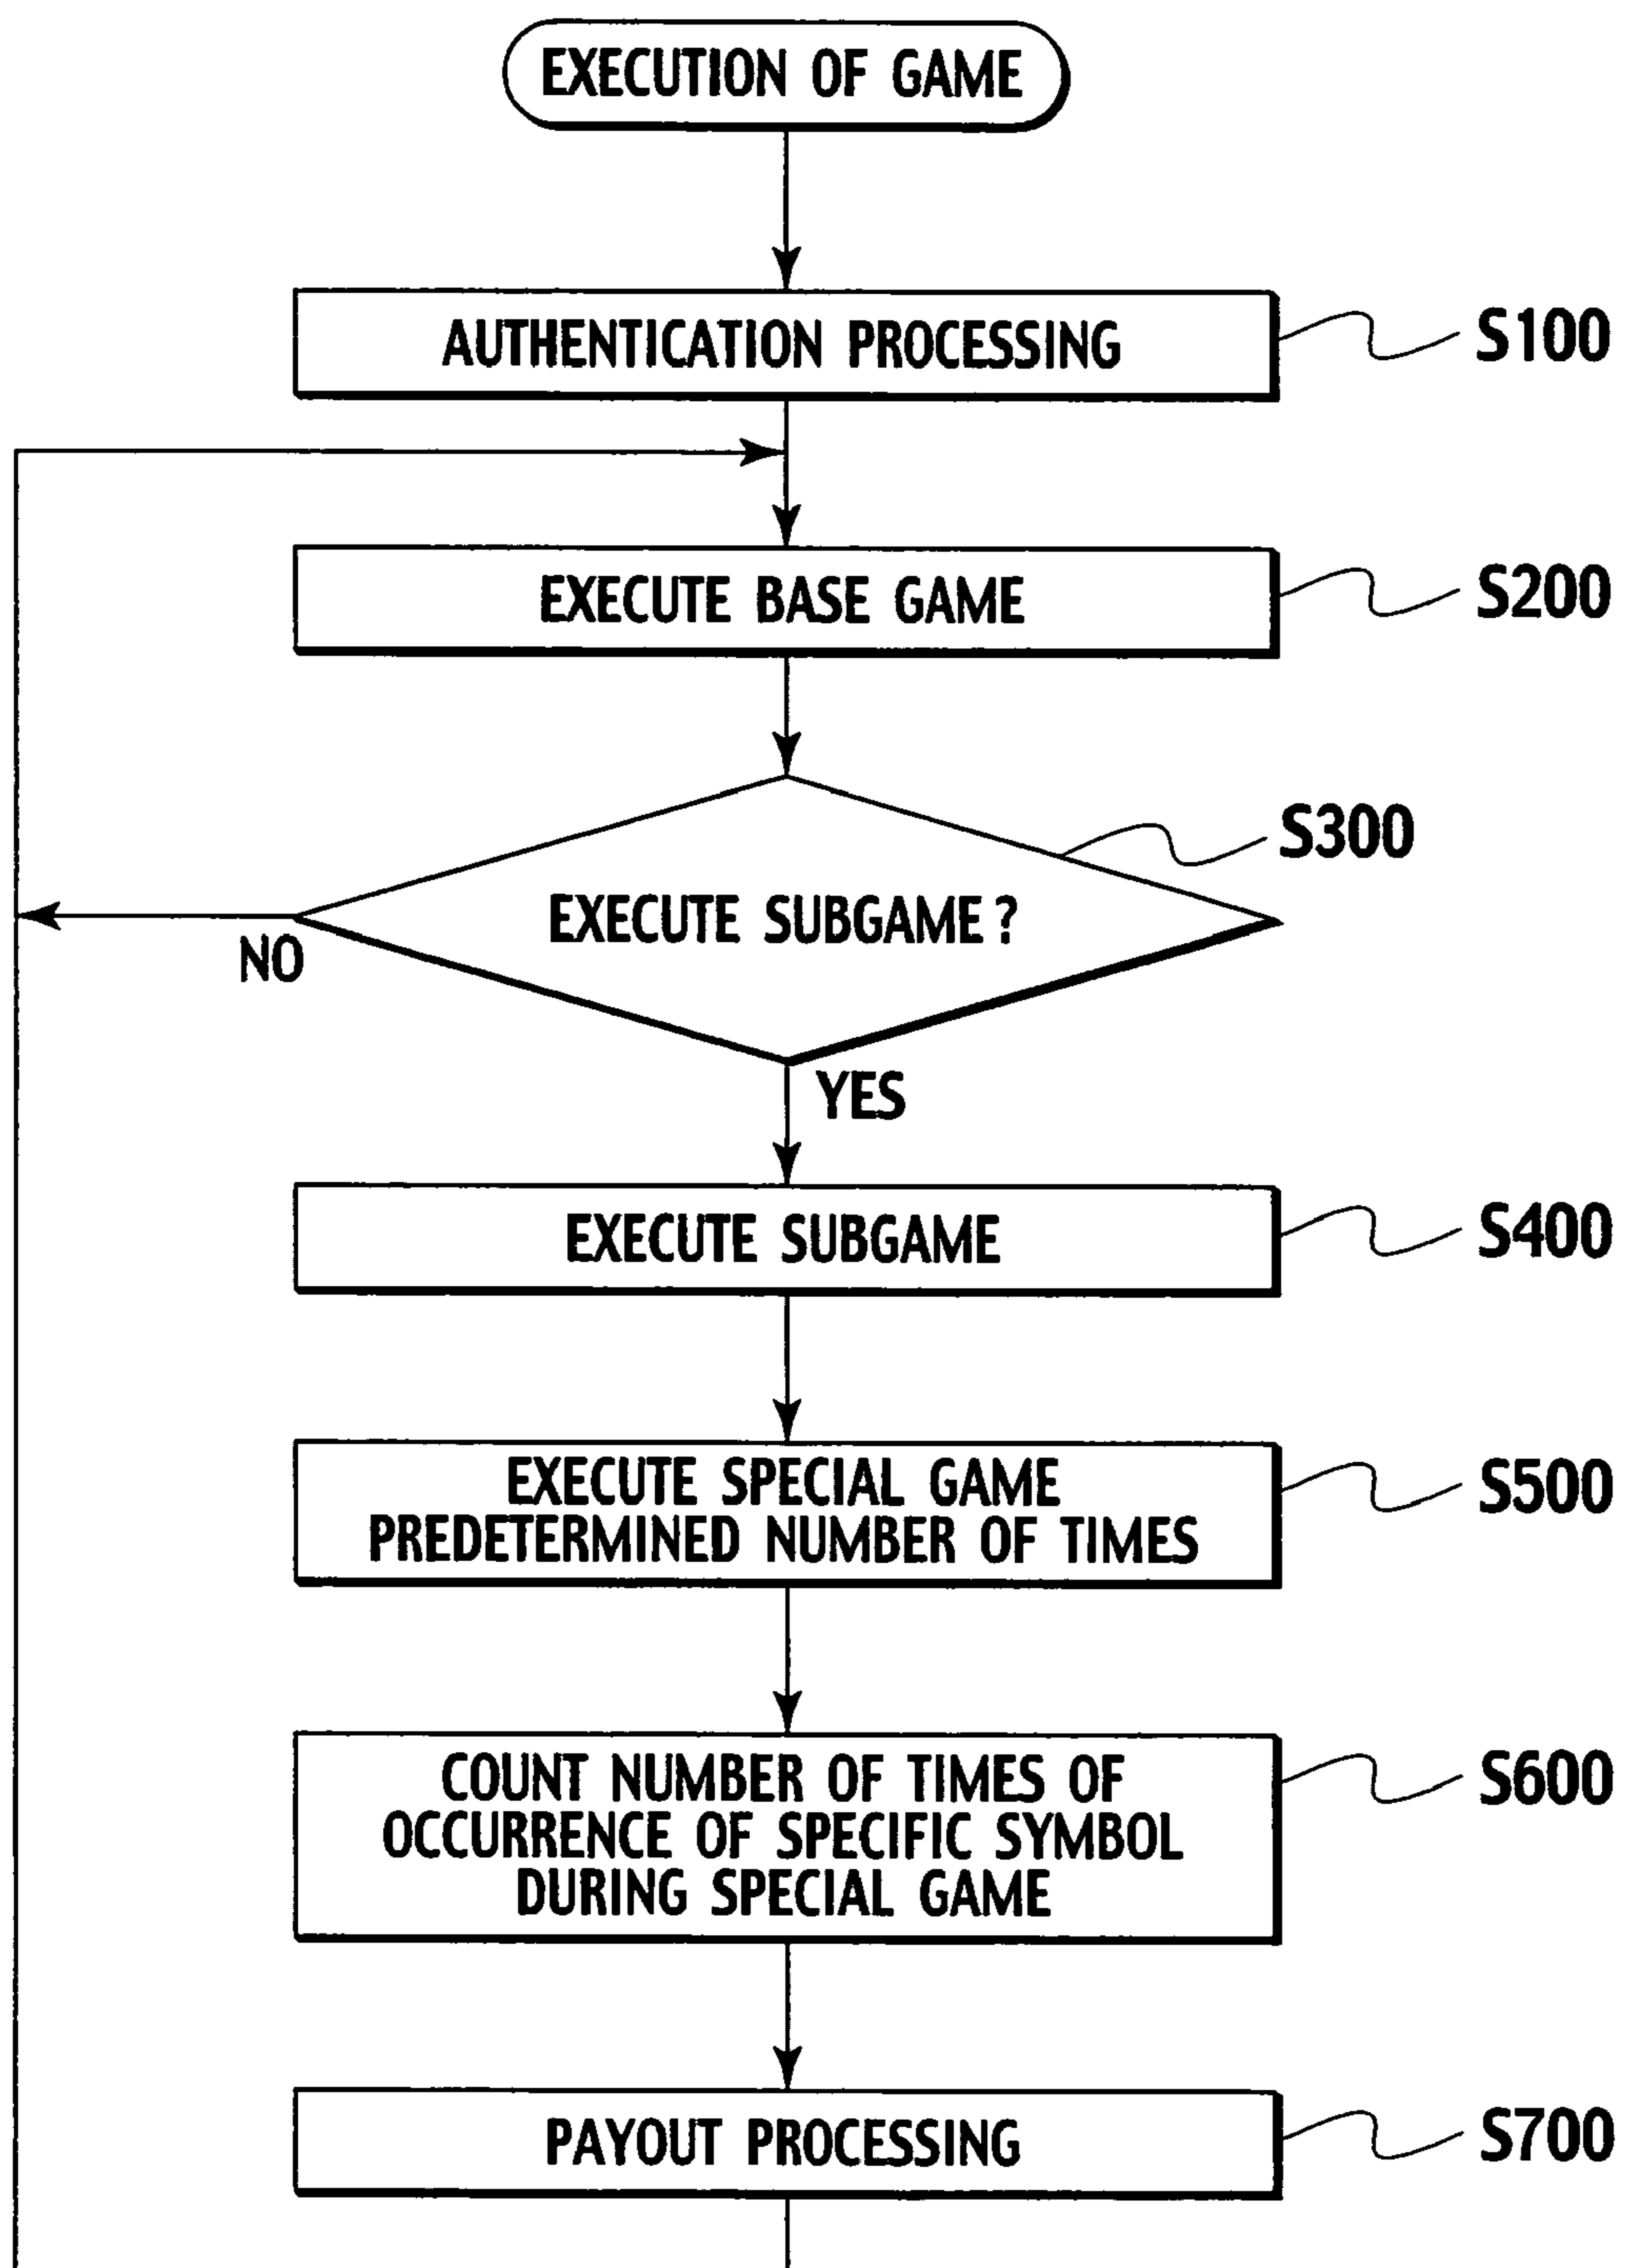 EXECUTION OF GAME
AUTHENTICATION PROCESSING
S100
EXECUTE BASE GAME
S200
S300
EXECUTE SUBGAME?
NO
YES
EXECUTE SUBGAME
S400
EXECUTE SPECIAL GAME
PREDETERMINED NUMBER OF TIMES
S500
COUNT NUMBER OF TIMES OF
OCCURRENCE OF SPECIFIC SYMBOL
DURING SPECIAL GAME
S600
PAYOUT PROCESSING
S700